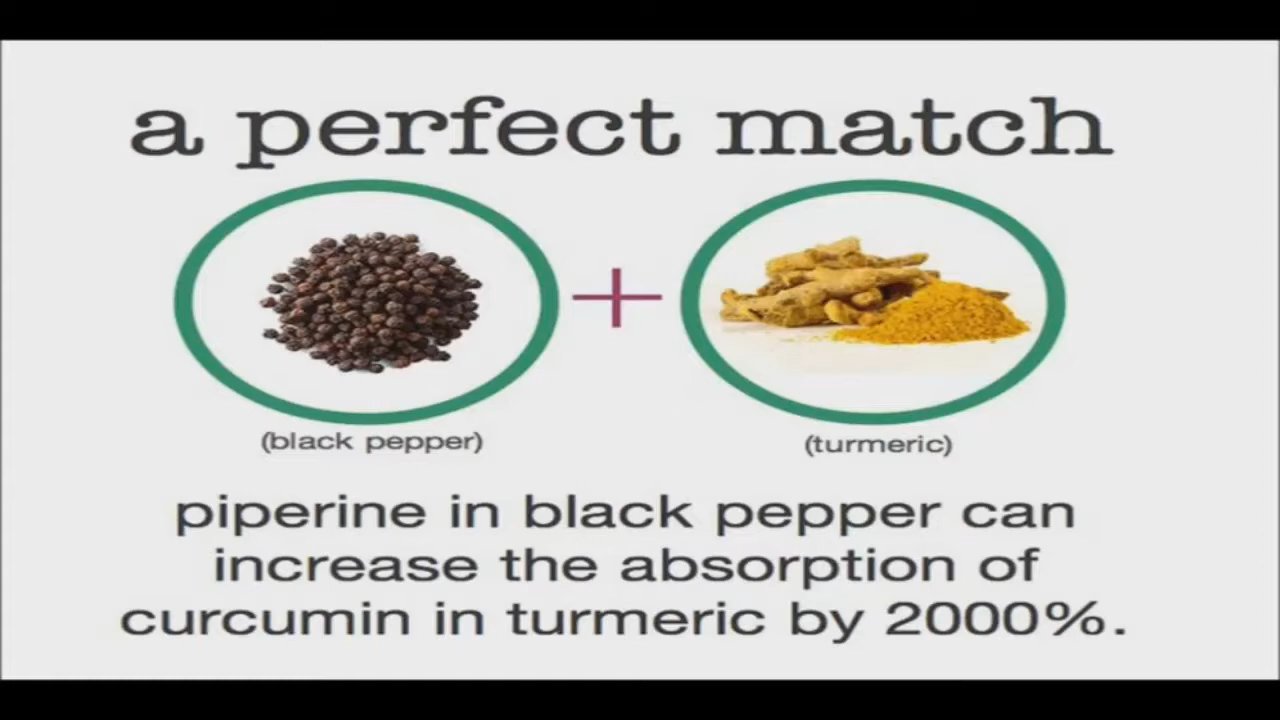 a perfect match
(black pepper)
(turmeric)
piperine in black pepper can
increase the absorption of
curcumin in turmeric by 2000%.